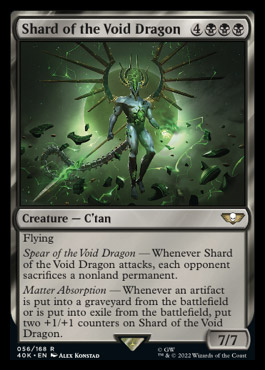 Shard of the Void Dragon 4
Creature — C'tan
Flying
Spear of the Void Dragon — Whenever Shard
of the Void Dragon attacks, each opponent
sacrifices a nonland permanent.
Matter Absorption — Whenever an artifact
is put into a graveyard from the battlefield
or is put into exile from the battlefield, put
two +1/+1 counters on Shard of the Void
Dragon.
7/7
056/168 R
40K • EN ALEX KONSTAD
© GW
™ & © 2022 Wizards of the Coast